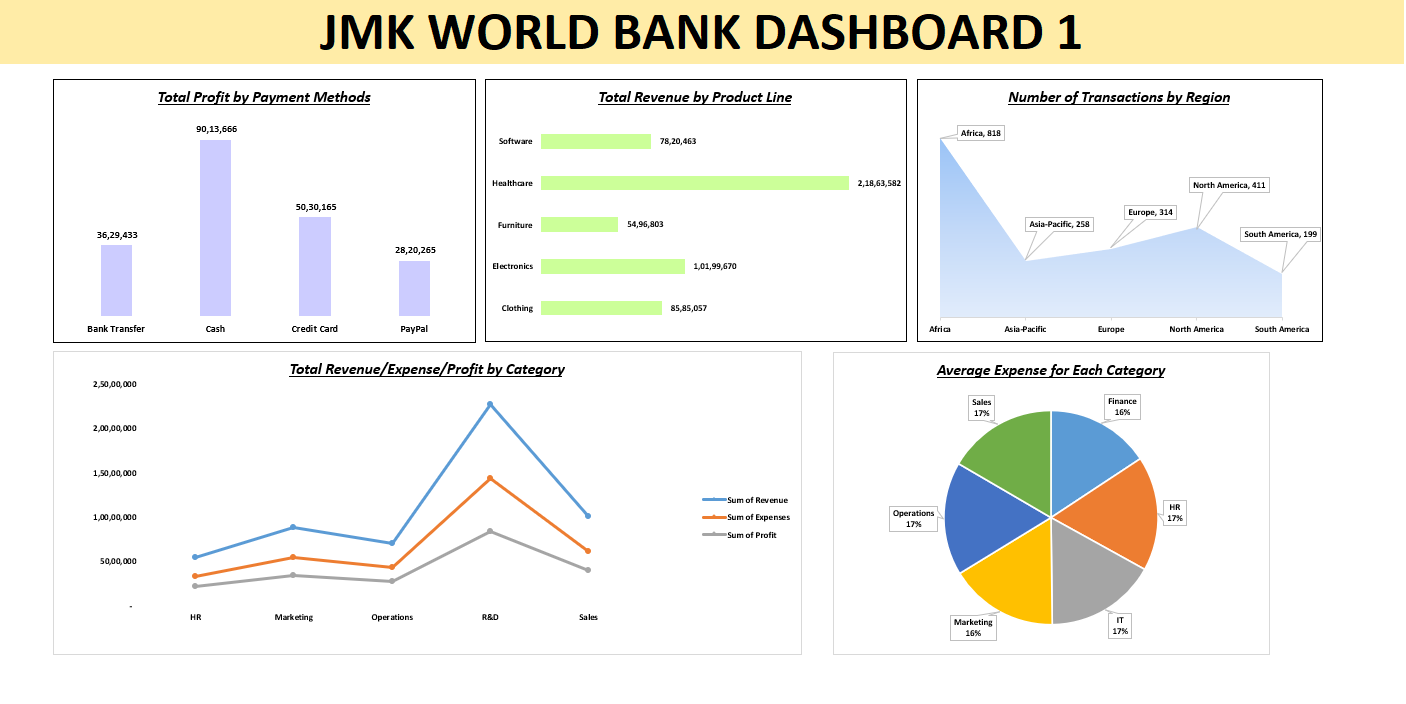 JMK WORLD BANK DASHBOARD 1
Total Profit by Payment Methods
90,13,666
50,30,165
36,29,433
28,20,265
Bank Transfer
Cash
Credit Card
PayPal
Total Revenue by Product Line
Software
78,20,463
Healthcare
2,18,63,582
Furniture
54,96,803
Electronics
1,01,99,670
Clothing
85,85,057
Number of Transactions by Region
Africa, 818
North America, 411
Europe, 314
Asia-Pacific, 258
South America, 199
Africa
Asia-Pacific
Europe
North America
South America
Total Revenue/Expense/Profit by Category
2,50,00,000
2,00,00,000
1,50,00,000
1,00,00,000
50,00,000
-
HR
Marketing
Operations
R&D
Sales
Sum of Revenue
Sum of Expenses
Sum of Profit
Average Expense for Each Category
Sales
17%
Finance
16%
Operations
17%
HR
17%
Marketing
16%
IT
17%